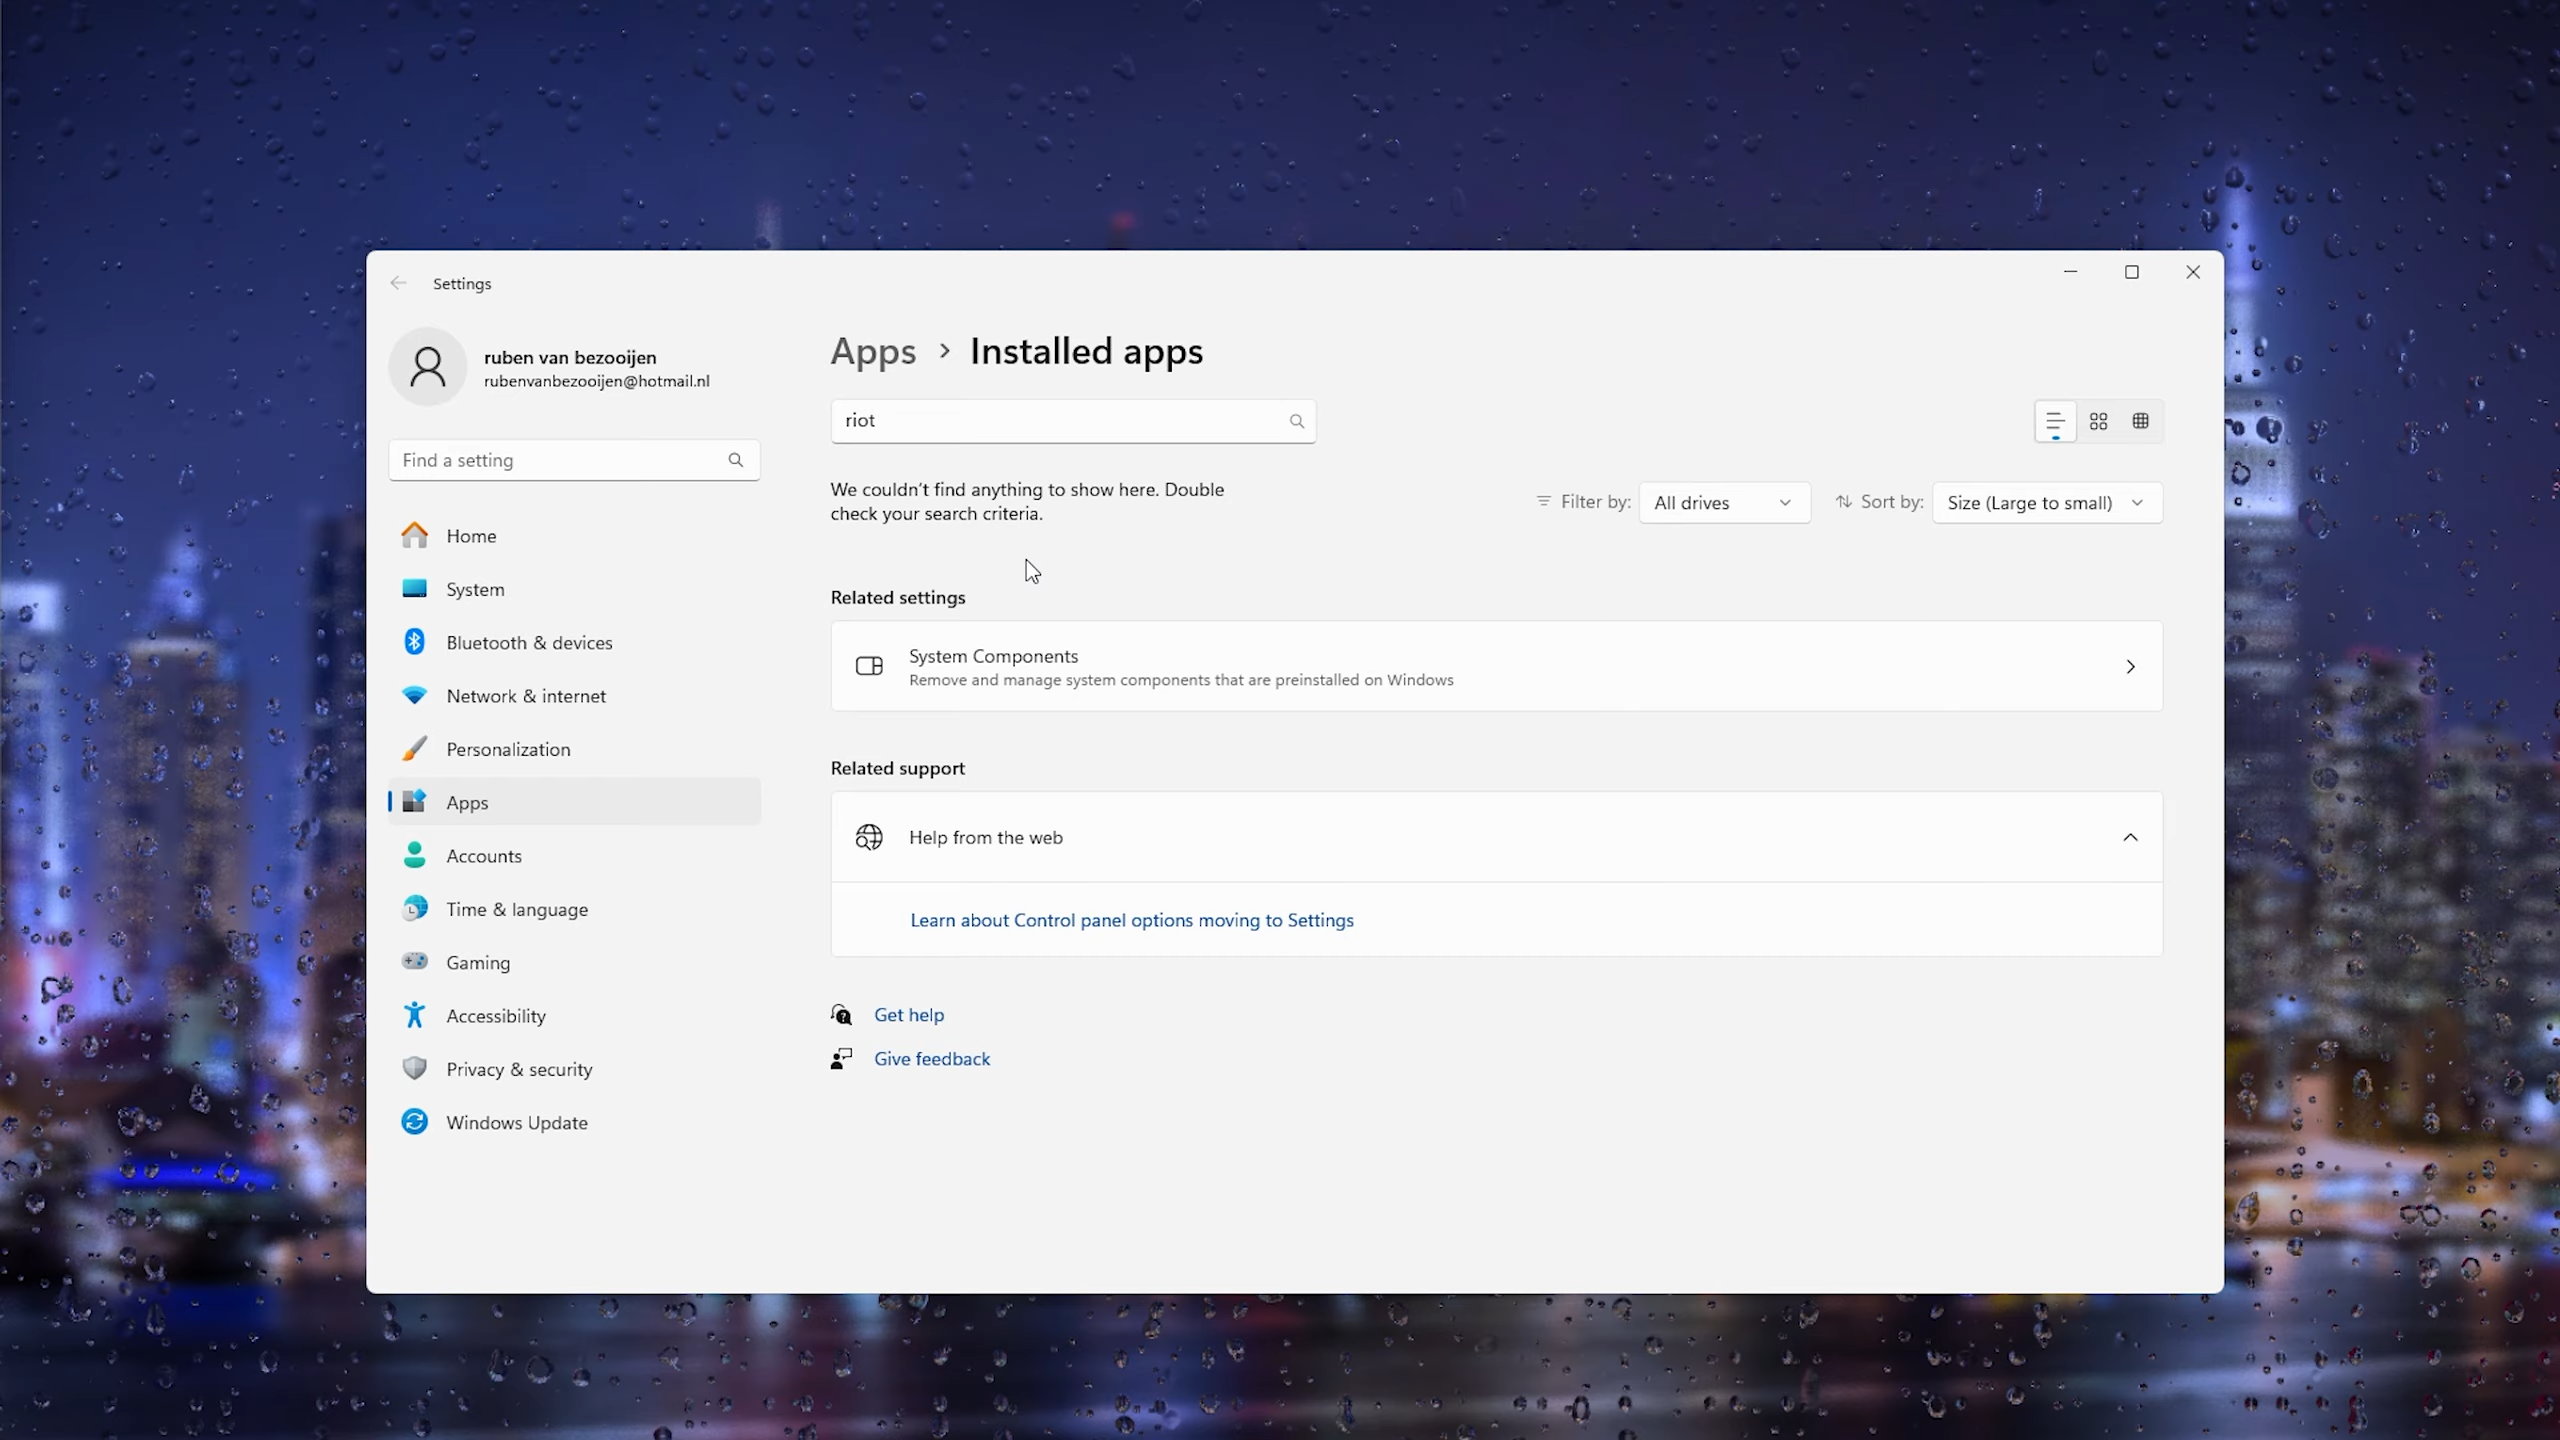 Settings
ruben van bezooijen
rubenvanbezooijen@hotmail.nl
Find a setting
Home
System
Bluetooth & devices
Network & internet
Personalization
Apps
Accounts
Time & language
Gaming
Accessibility
Privacy & security
Windows Update
Apps > Installed apps
riot
We couldn't find anything to show here. Double
check your search criteria.
Filter by: All drives
Sort by: Size (Large to small)
Related settings
System Components
Remove and manage system components that are preinstalled on Windows
Related support
Help from the web
Learn about Control panel options moving to Settings
Get help
Give feedback